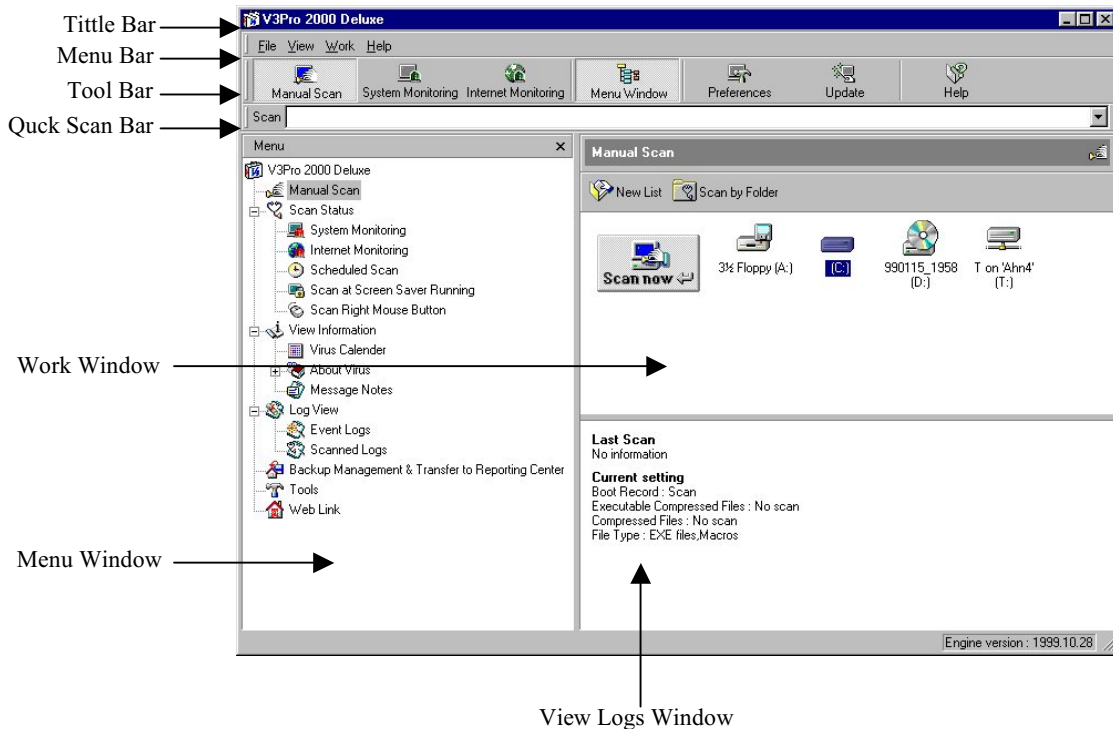 Tittle Bar
Menu Bar
Tool Bar
Quck Scan Bar
Work Window
Menu Window
V3Pro 2000 Deluxe
File View Work Help
Manual Scan System Monitoring Internet Monitoring Menu Window Preferences Update Help
Scan
Menu
V3Pro 2000 Deluxe
Manual Scan
Scan Status
System Monitoring
Internet Monitoring
Scheduled Scan
Scan at Screen Saver Running
Scan Right Mouse Button
View Information
Virus Calender
About Virus
Message Notes
Log View
Event Logs
Scanned Logs
Backup Management & Transfer to Reporting Center
Tools
Web Link
Manual Scan
New List Scan by Folder
Scan now
3½ Floppy (A:)
(C:)
990115_1958
(D:)
T on 'Ahn4'
(T:)
Last Scan
No information
Current setting
Boot Record : Scan
Executable Compressed Files : No scan
Compressed Files : No scan
File Type : EXE files,Macros
Engine version : 1999.10.28
View Logs Window